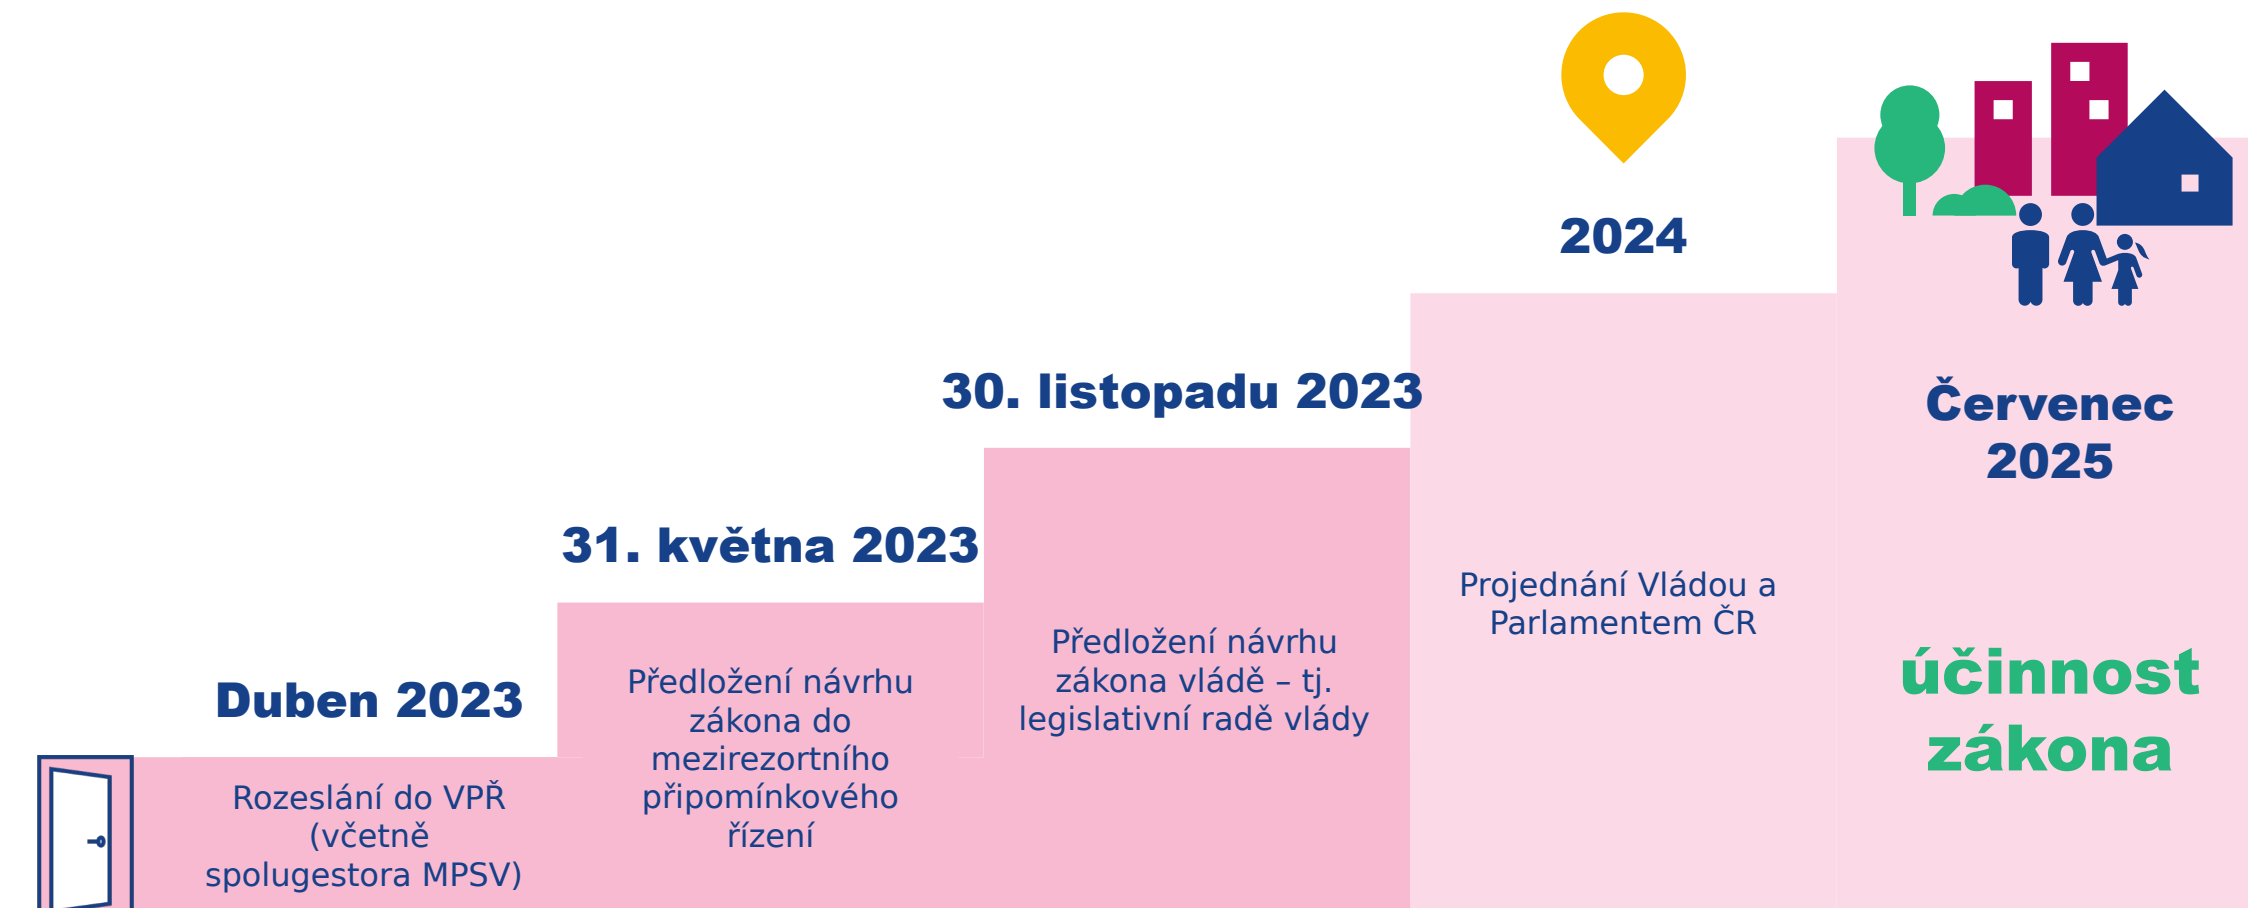 Duben 2023
Rozeslání do VPŘ
(včetně
spolugestora MPSV)
31. května 2023
Předložení návrhu
zákona do
mezirezortního
připomínkového
řízení
30. listopadu 2023
Předložení návrhu
zákona vládě – tj.
legislativní radě vlády
2024
Projednání Vládou a
Parlamentem ČR
Červenec
2025
účinnost
zákona